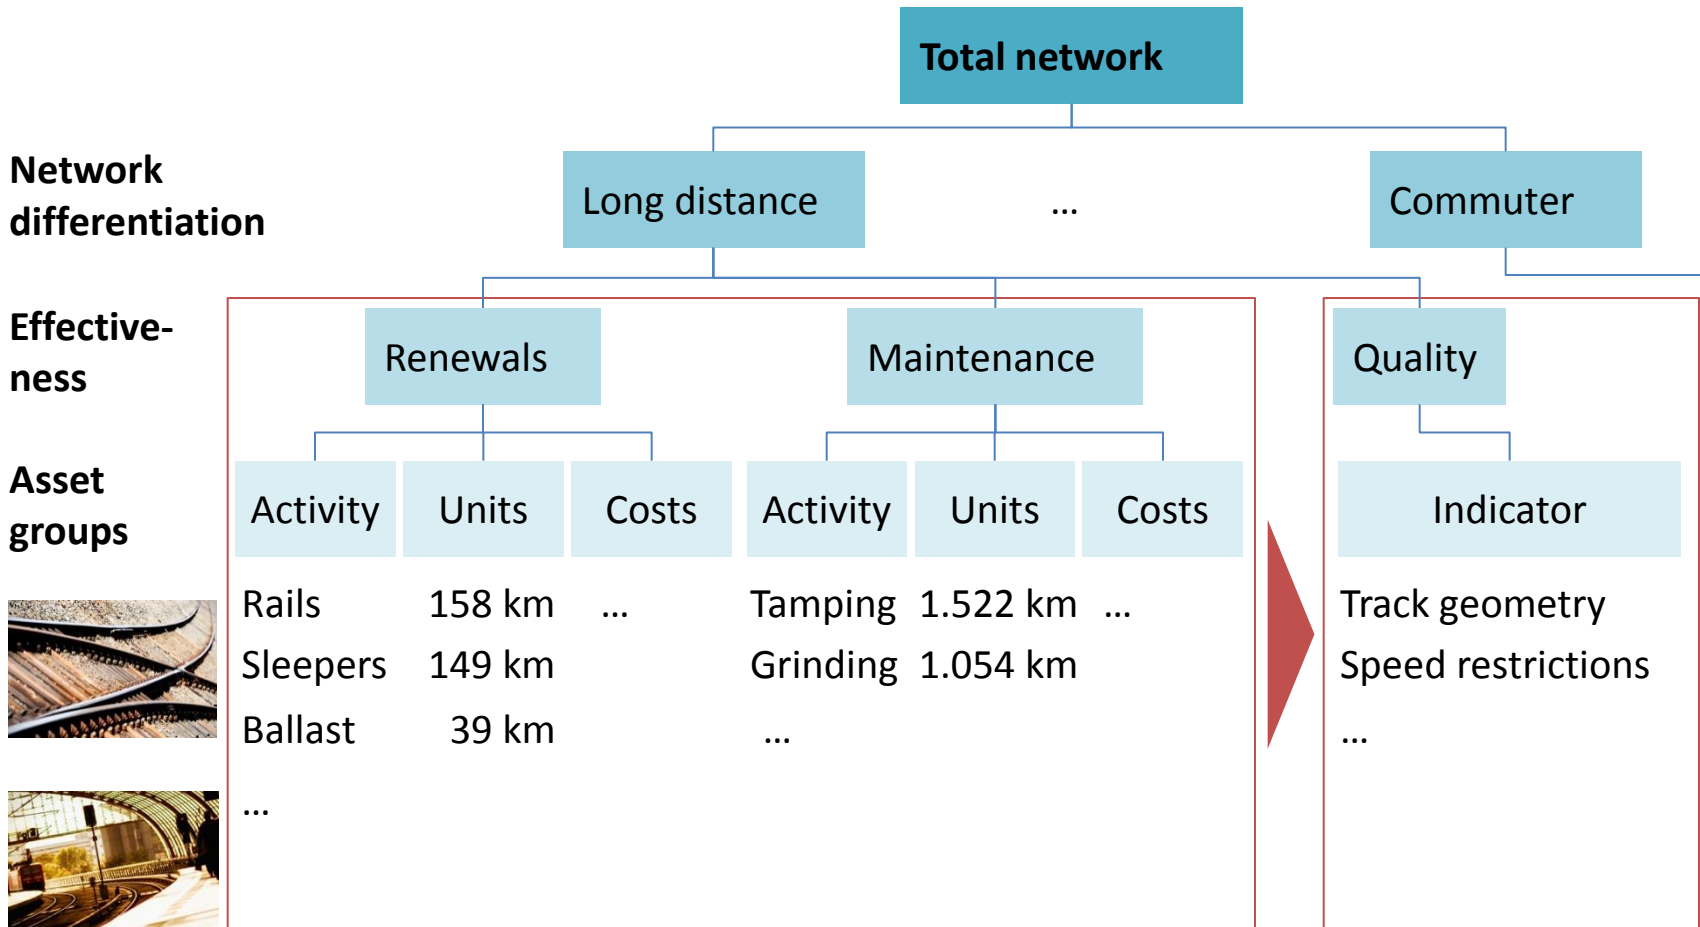 Total network
Network
differentiation
Long distance
...
Commuter
Effective-
ness
Renewals
Maintenance
Quality
Asset
groups
Activity Units Costs Activity Units Costs Indicator
Rails 158 km ... Tamping 1.522 km ... Track geometry
Sleepers 149 km Grinding 1.054 km Speed restrictions
Ballast 39 km ... ...
...